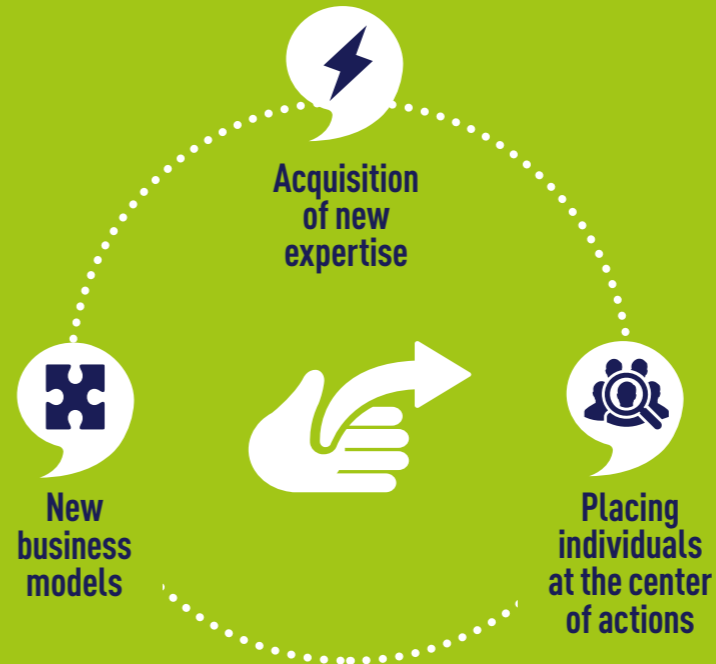 Acquisition
of new
expertise
New
business
models
Placing
individuals
at the center
of actions